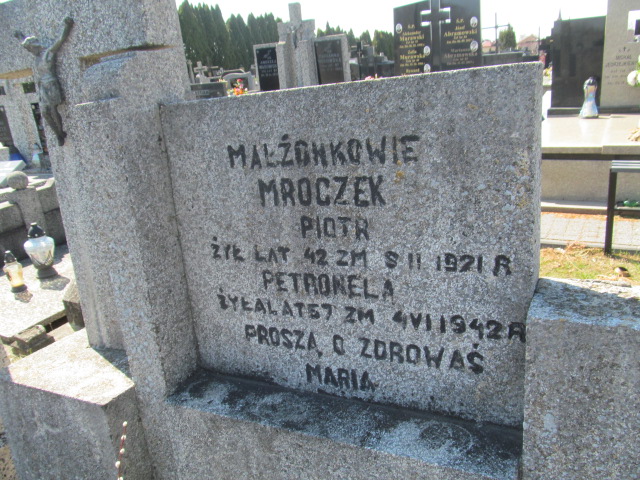 MAŁŻONKOWIE
MROCZEK
PIOTR
ŻYŁ LAT 42 ZM 8 II 1921 R
PETRONELA
ŻYŁA LAT 57 ZM 4 VI 1942 R
PROSZĄ O ZDROWAŚ
MARIA